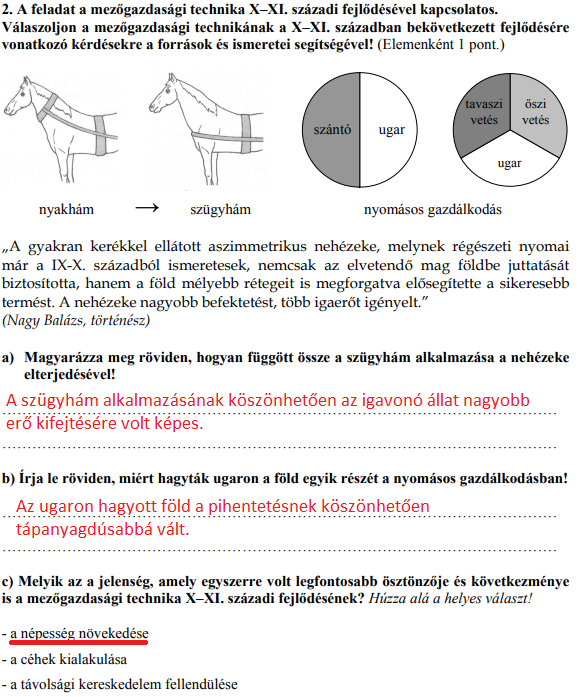 2. A feladat a mezőgazdasági technika X–XI. századi fejlődésével kapcsolatos.
Válaszoljon a mezőgazdasági technikának a X–XI. században bekövetkezett fejlődésére
vonatkozó kérdésekre a források és ismeretei segítségével! (Elemenként 1 pont.)
szántó
ugar
tavaszi
vetés
őszi
vetés
ugar
nyakhám → szügyhám
nyomásos gazdálkodás
„A gyakran kerékkel ellátott aszimmetrikus nehézeke, melynek régészeti nyomai
már a IX-X. századból ismeretesek, nemcsak az elvetendő mag földbe juttatását
biztosította, hanem a föld mélyebb rétegeit is megforgatva elősegítette a sikeresebb
termést. A nehézeke nagyobb befektetést, több igaerőt igényelt.”
(Nagy Balázs, történész)
a) Magyarázza meg röviden, hogyan függött össze a szügyhám alkalmazása a nehézeke
elterjedésével!
A szügyhám alkalmazásának köszönhetően az igavonó állat nagyobb
erő kifejtésére volt képes.
b) Írja le röviden, miért hagyták ugaron a föld egyik részét a nyomásos gazdálkodásban!
Az ugaron hagyott föld a pihentetésnek köszönhetően
tápanyagdúsabbá vált.
c) Melyik az a jelenség, amely egyszerre volt legfontosabb ösztönzője és következménye
is a mezőgazdasági technika X–XI. századi fejlődésének? Húzza alá a helyes választ!
- a népesség növekedése
- a céhek kialakulása
- a távolsági kereskedelem fellendülése